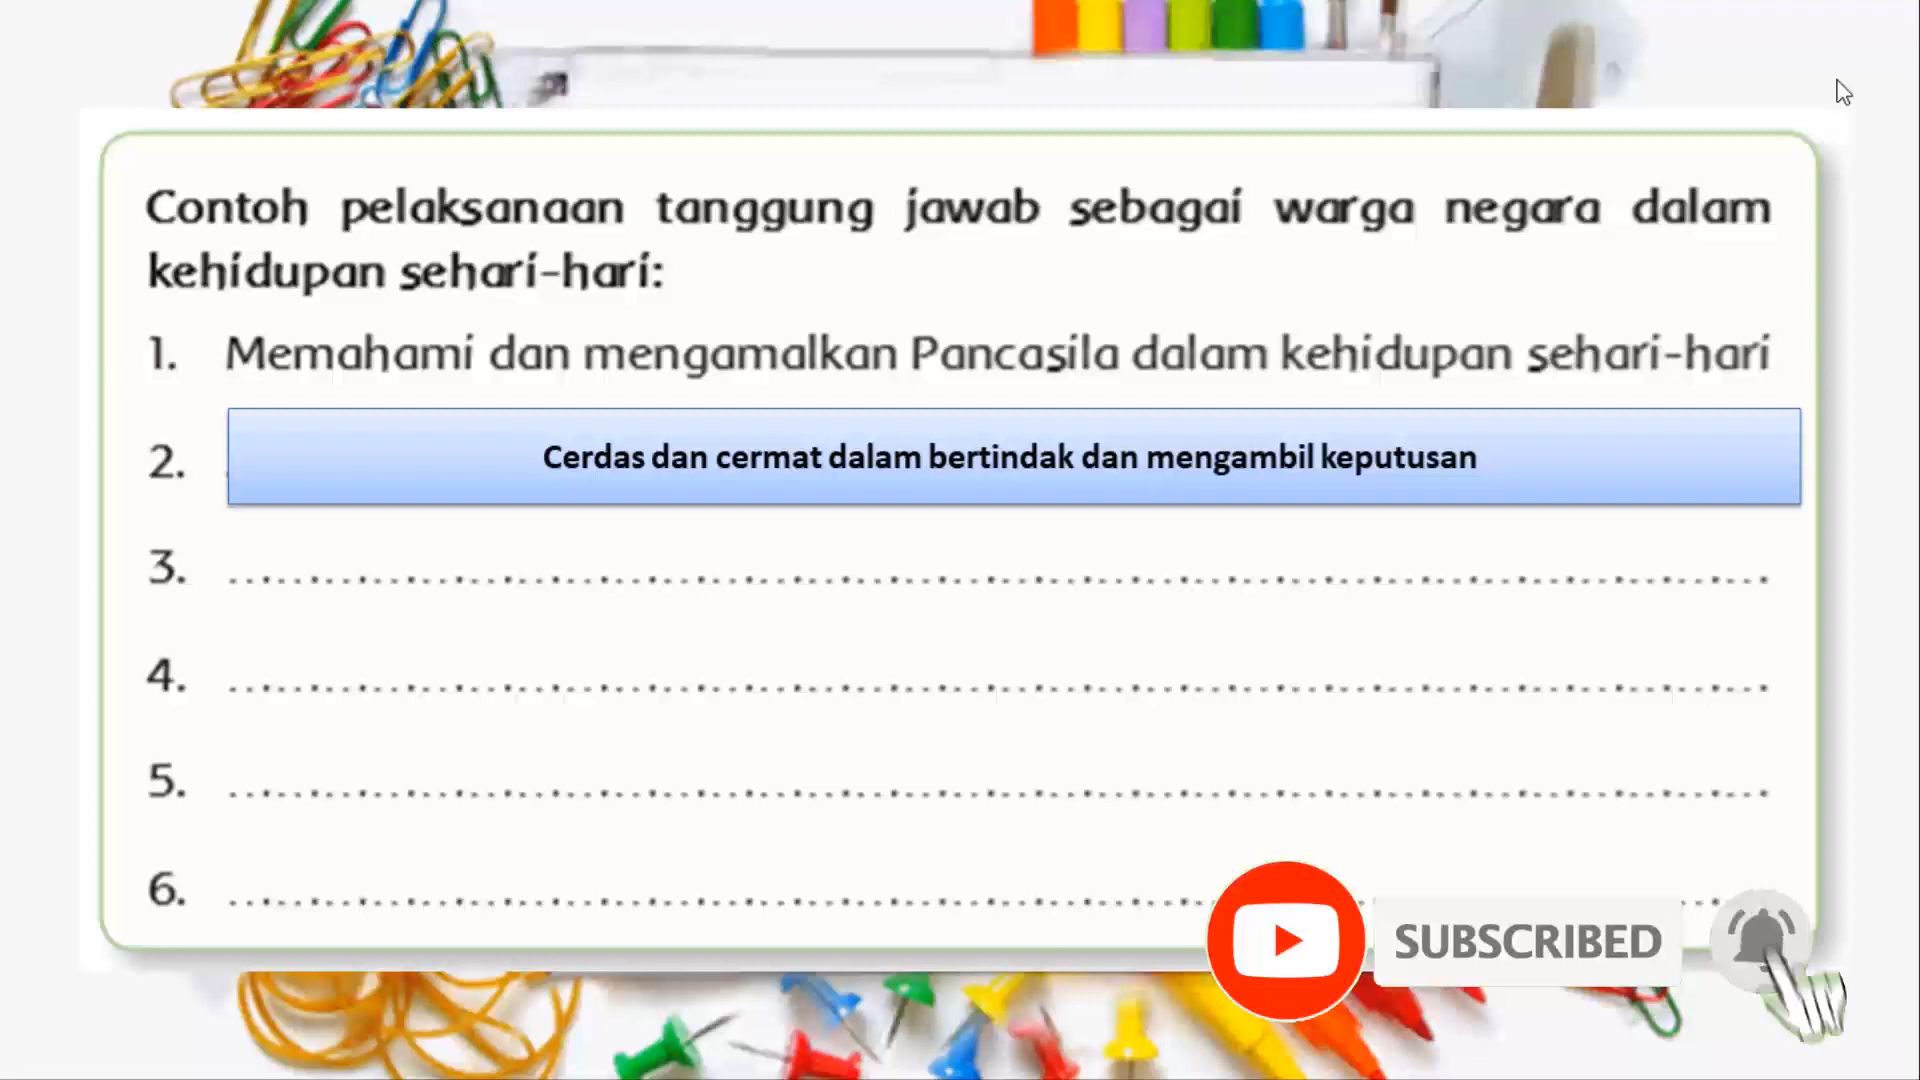 Contoh pelaksanaan tanggung jawab sebagai warga negara dalam
kehidupan sehari-hari:
1. Memahami dan mengamalkan Pancasila dalam kehidupan sehari-hari
2. Cerdas dan cermat dalam bertindak dan mengambil keputusan
3. ................................................................
4. ................................................................
5. ................................................................
6. ................................................................
SUBSCRIBED